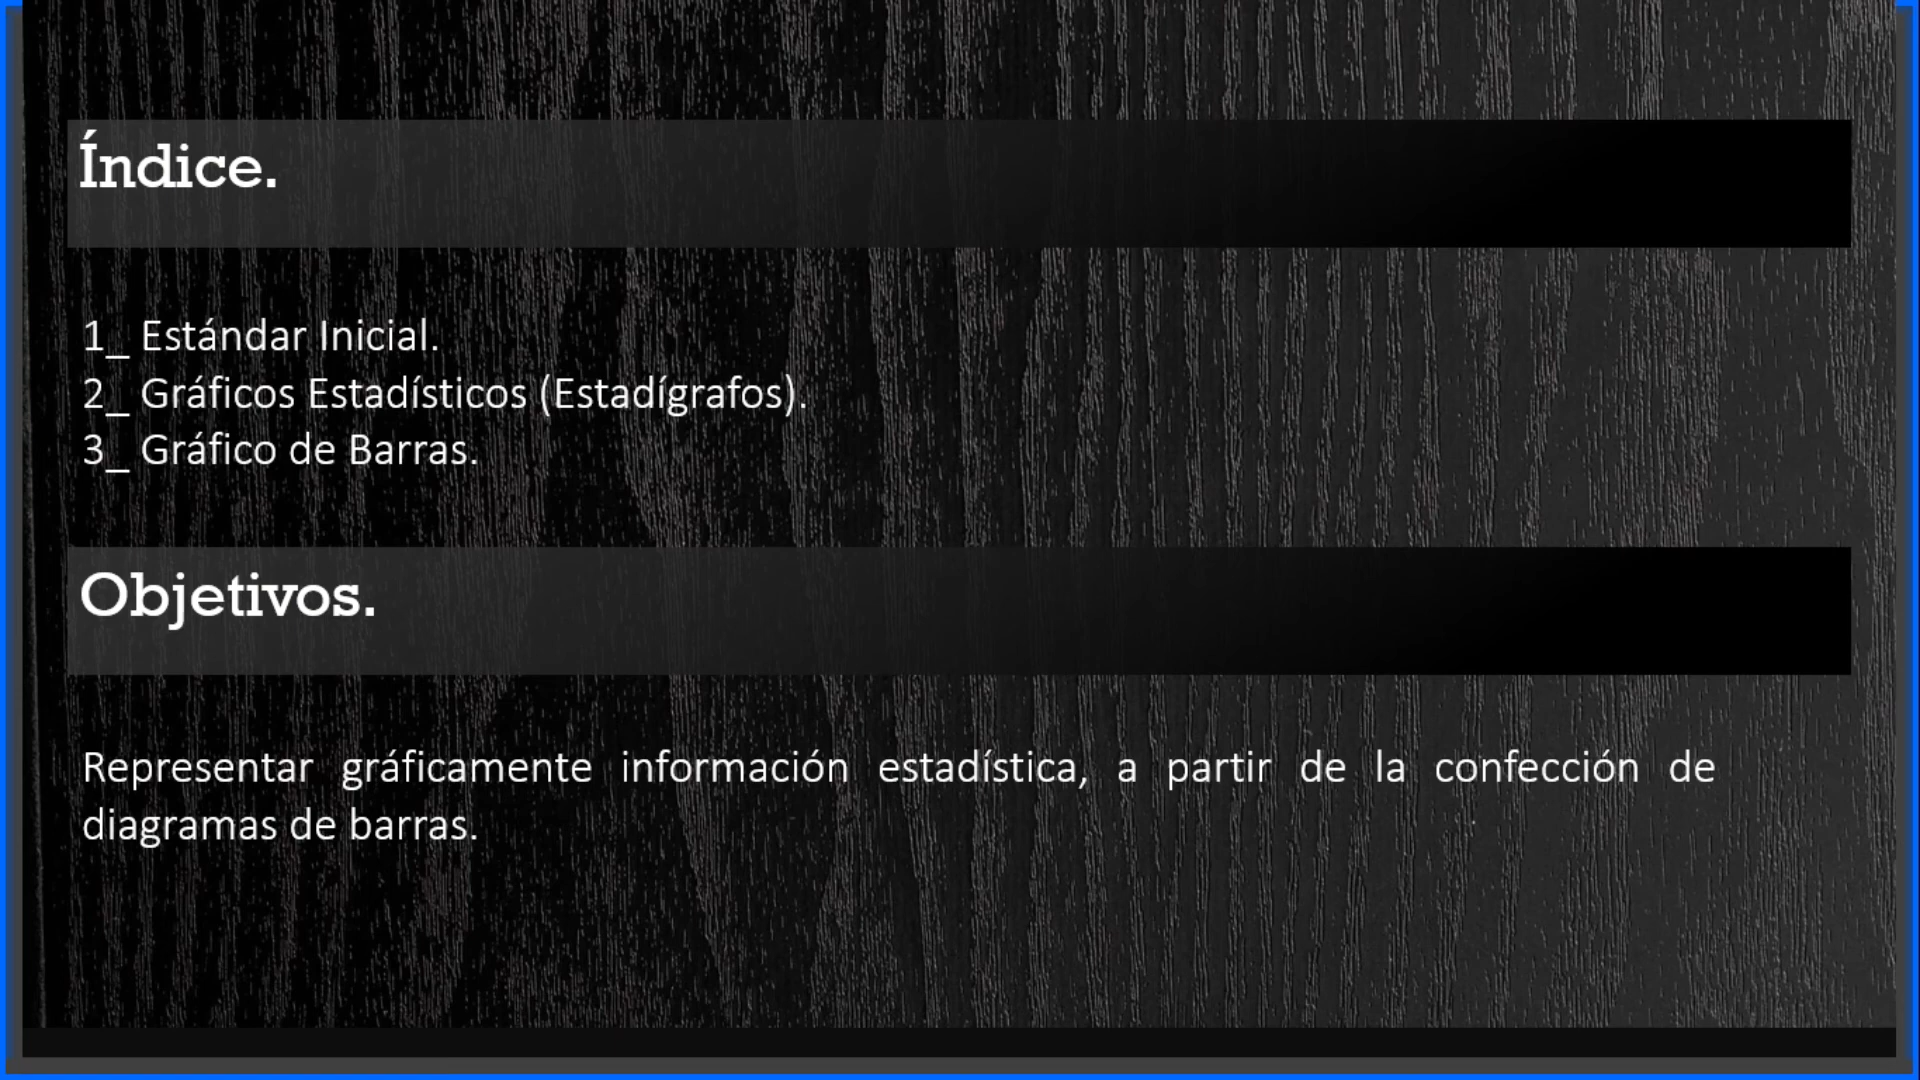 Índice.
1_ Estándar Inicial.
2_ Gráficos Estadísticos (Estadígrafos).
3_ Gráfico de Barras.
Objetivos.
Representar gráficamente información estadística, a partir de la confección de
diagramas de barras.